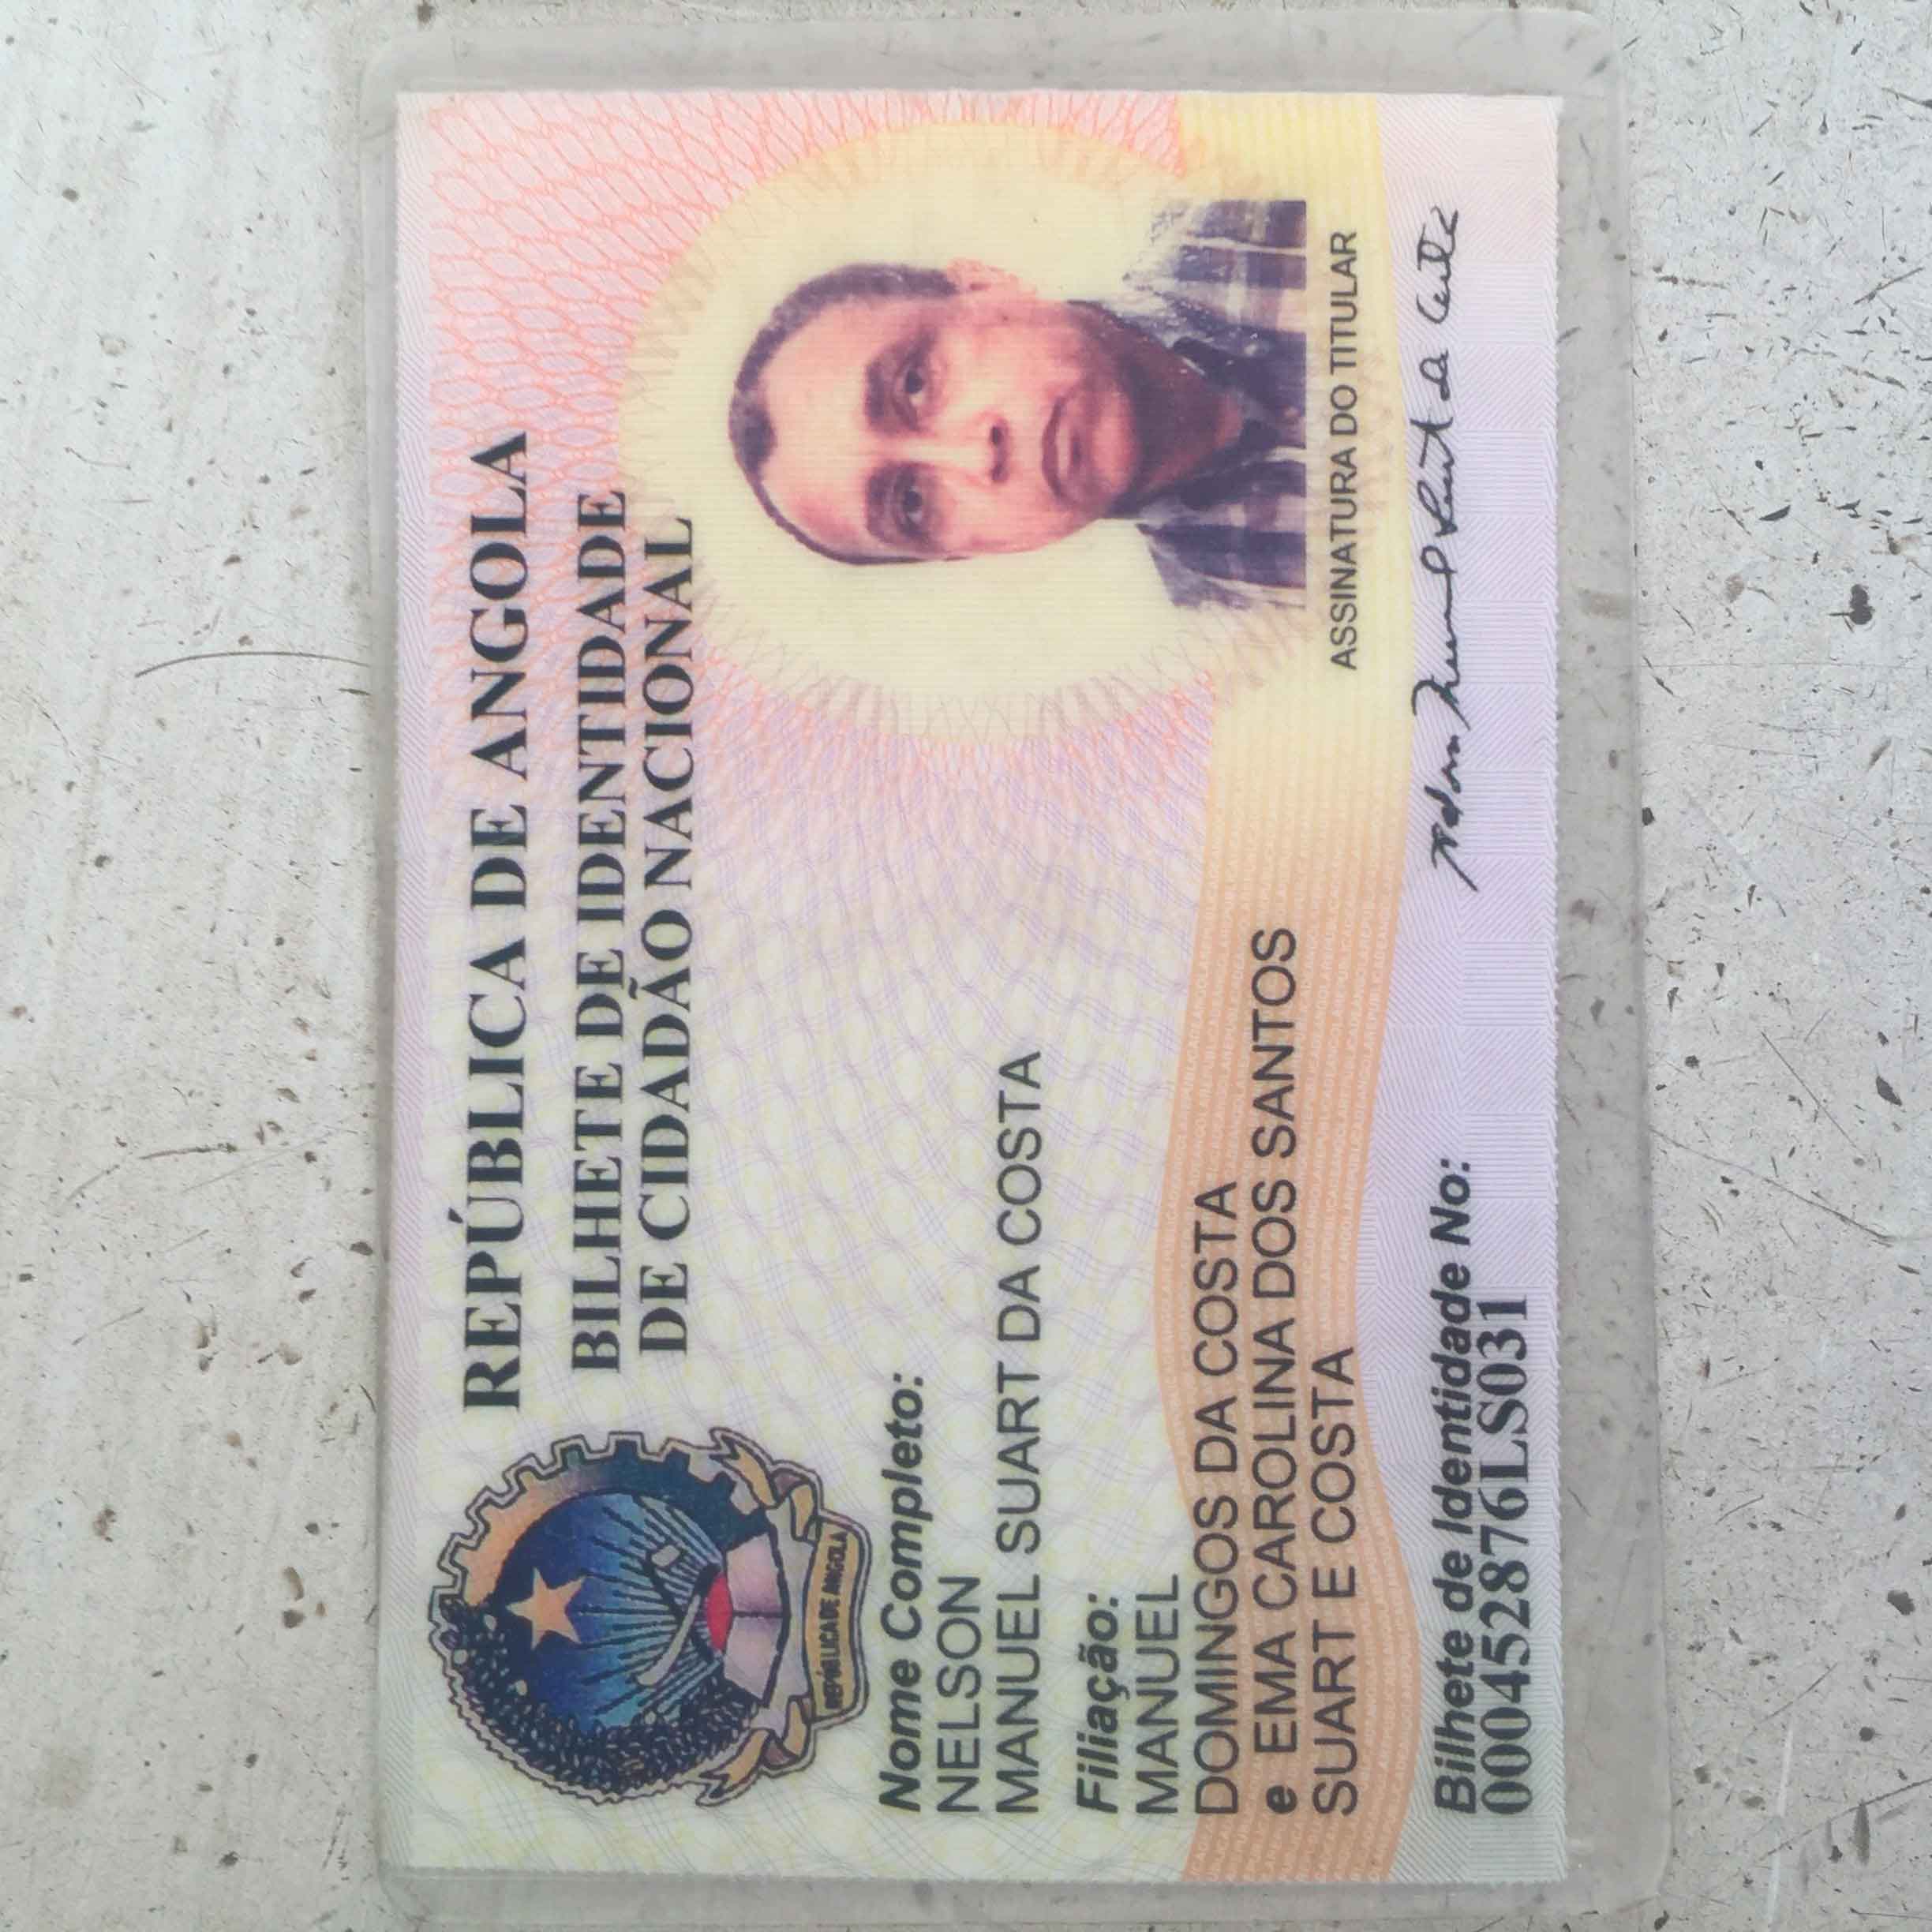 REPÚBLICA DE ANGOLA
BILHETE DE IDENTIDADE
DE CIDADÃO NACIONAL
REPÚBLICA DE ANGOLA
Nome Completo:
NELSON
MANUEL SUART DA COSTA
Filiação:
MANUEL
DOMINGOS DA COSTA
e EMA CAROLINA DOS SANTOS
SUART E COSTA
ASSINATURA DO TITULAR
Bilhete de Identidade No:
000452876LS031
Nelson Manuel Suart da Costa